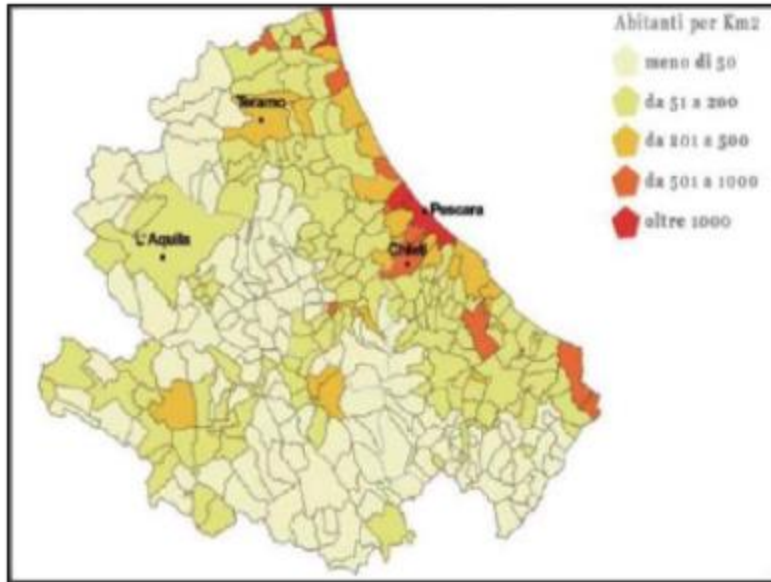 Abitanti per Km2
meno di 50
da 51 a 200
da 201 a 500
da 501 a 1000
oltre 1000
Teramo
Pescara
L'Aquila
Chieti